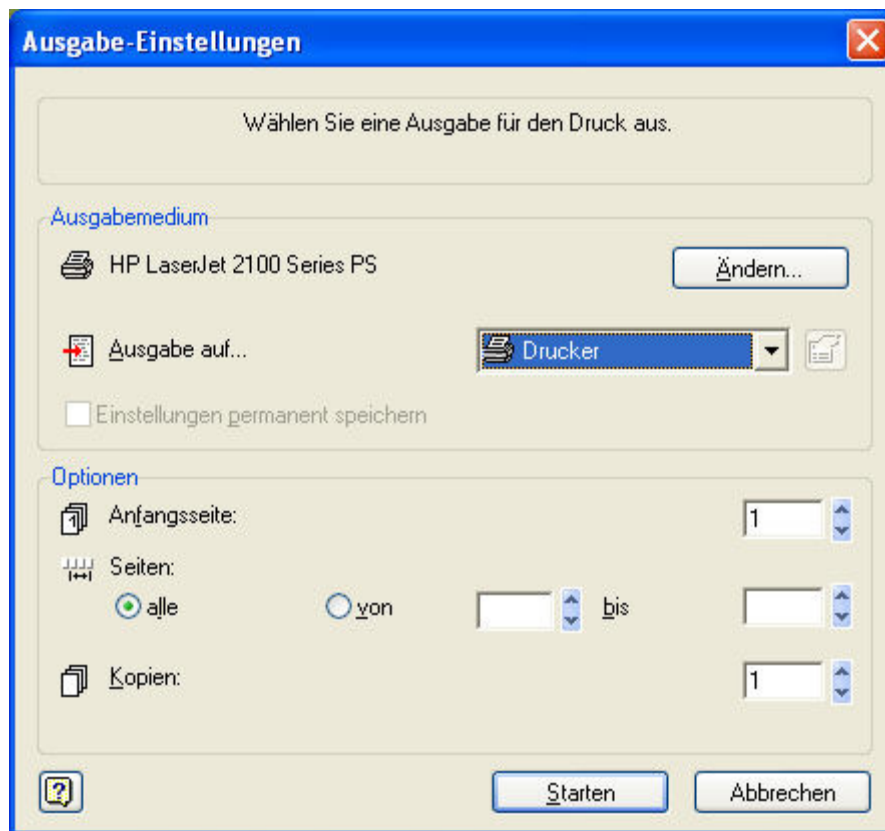 Ausgabe-Einstellungen
Wählen Sie eine Ausgabe für den Druck aus.
Ausgabemedium
HP LaserJet 2100 Series PS
Ändern...
Ausgabe auf...
Drucker
Einstellungen permanent speichern
Optionen
Anfangsseite:
1
Seiten:
alle
von
bis
Kopien:
1
Starten
Abbrechen